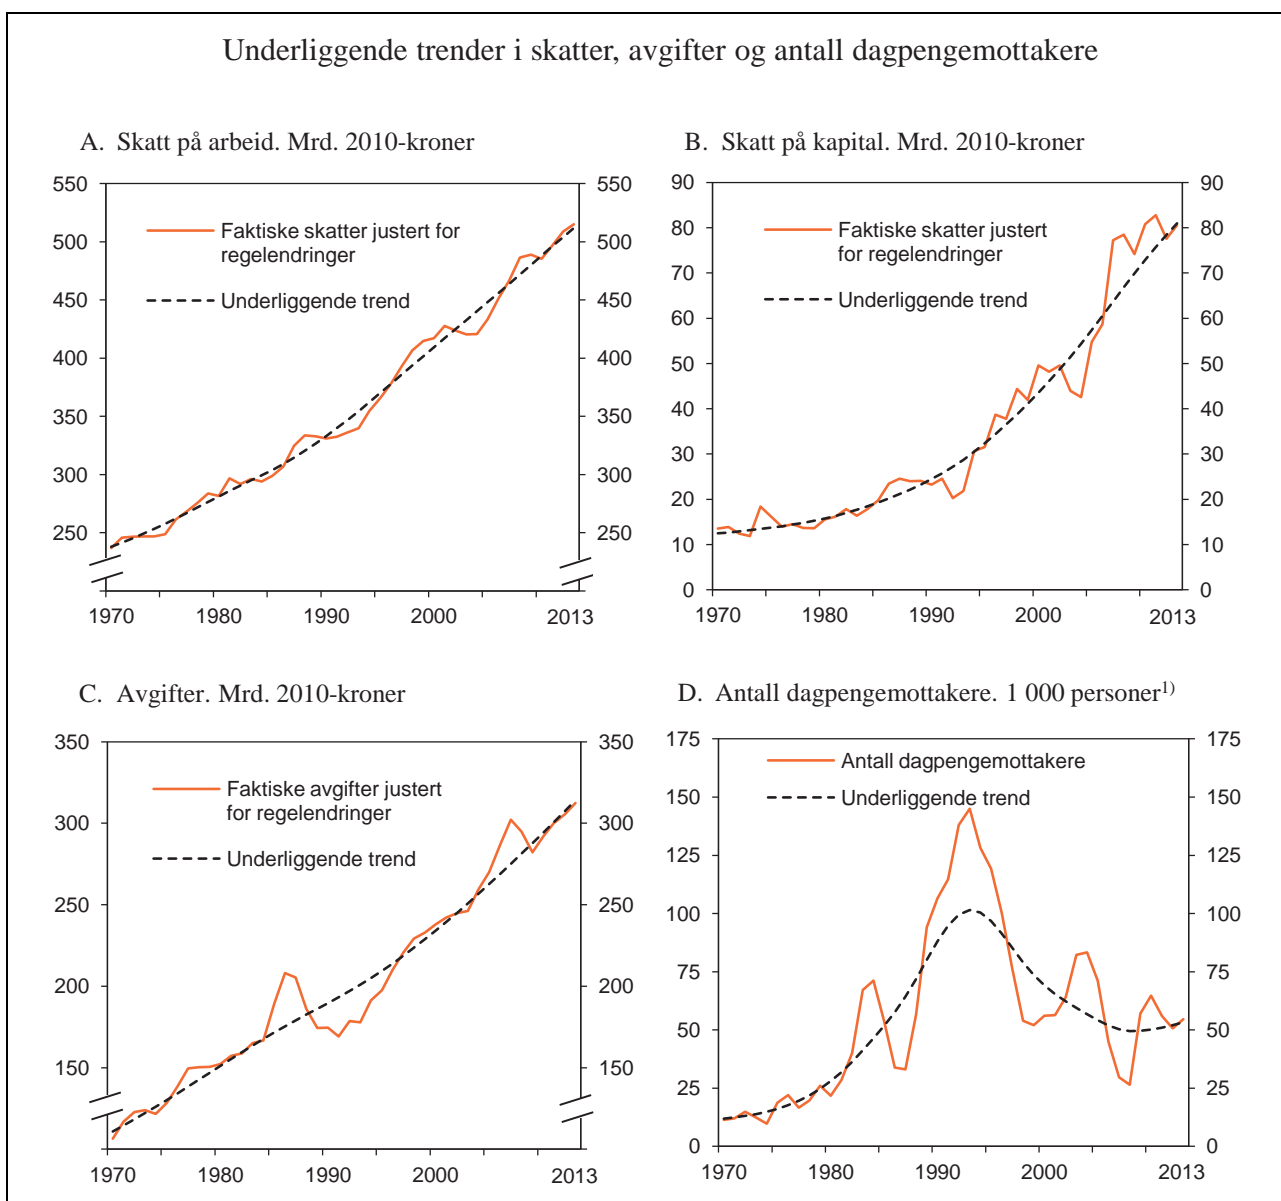 Underliggende trender i skatter, avgifter og antall dagpengemottakere
A. Skatt på arbeid. Mrd. 2010-kroner
550 550
Faktiske skatter justert for
regelendringer
500 500
Underliggende trend
450 450
400 400
350 350
300 300
250 250
1970 1980 1990 2000 2013
B. Skatt på kapital. Mrd. 2010-kroner
90 90
Faktiske skatter justert
for regelendringer
80 80
70 70
Underliggende trend
60 60
50 50
40 40
30 30
20 20
10 10
0 0
1970 1980 1990 2000 2013
C. Avgifter. Mrd. 2010-kroner
350 350
Faktiske avgifter justert
for regelendringer
300 300
Underliggende trend
250 250
200 200
150 150
1970 1980 1990 2000 2013
D. Antall dagpengemottakere. 1 000 personer1)
175 175
Antall dagpengemottakere
Underliggende trend
150 150
125 125
100 100
75 75
50 50
25 25
0 0
1970 1980 1990 2000 2013